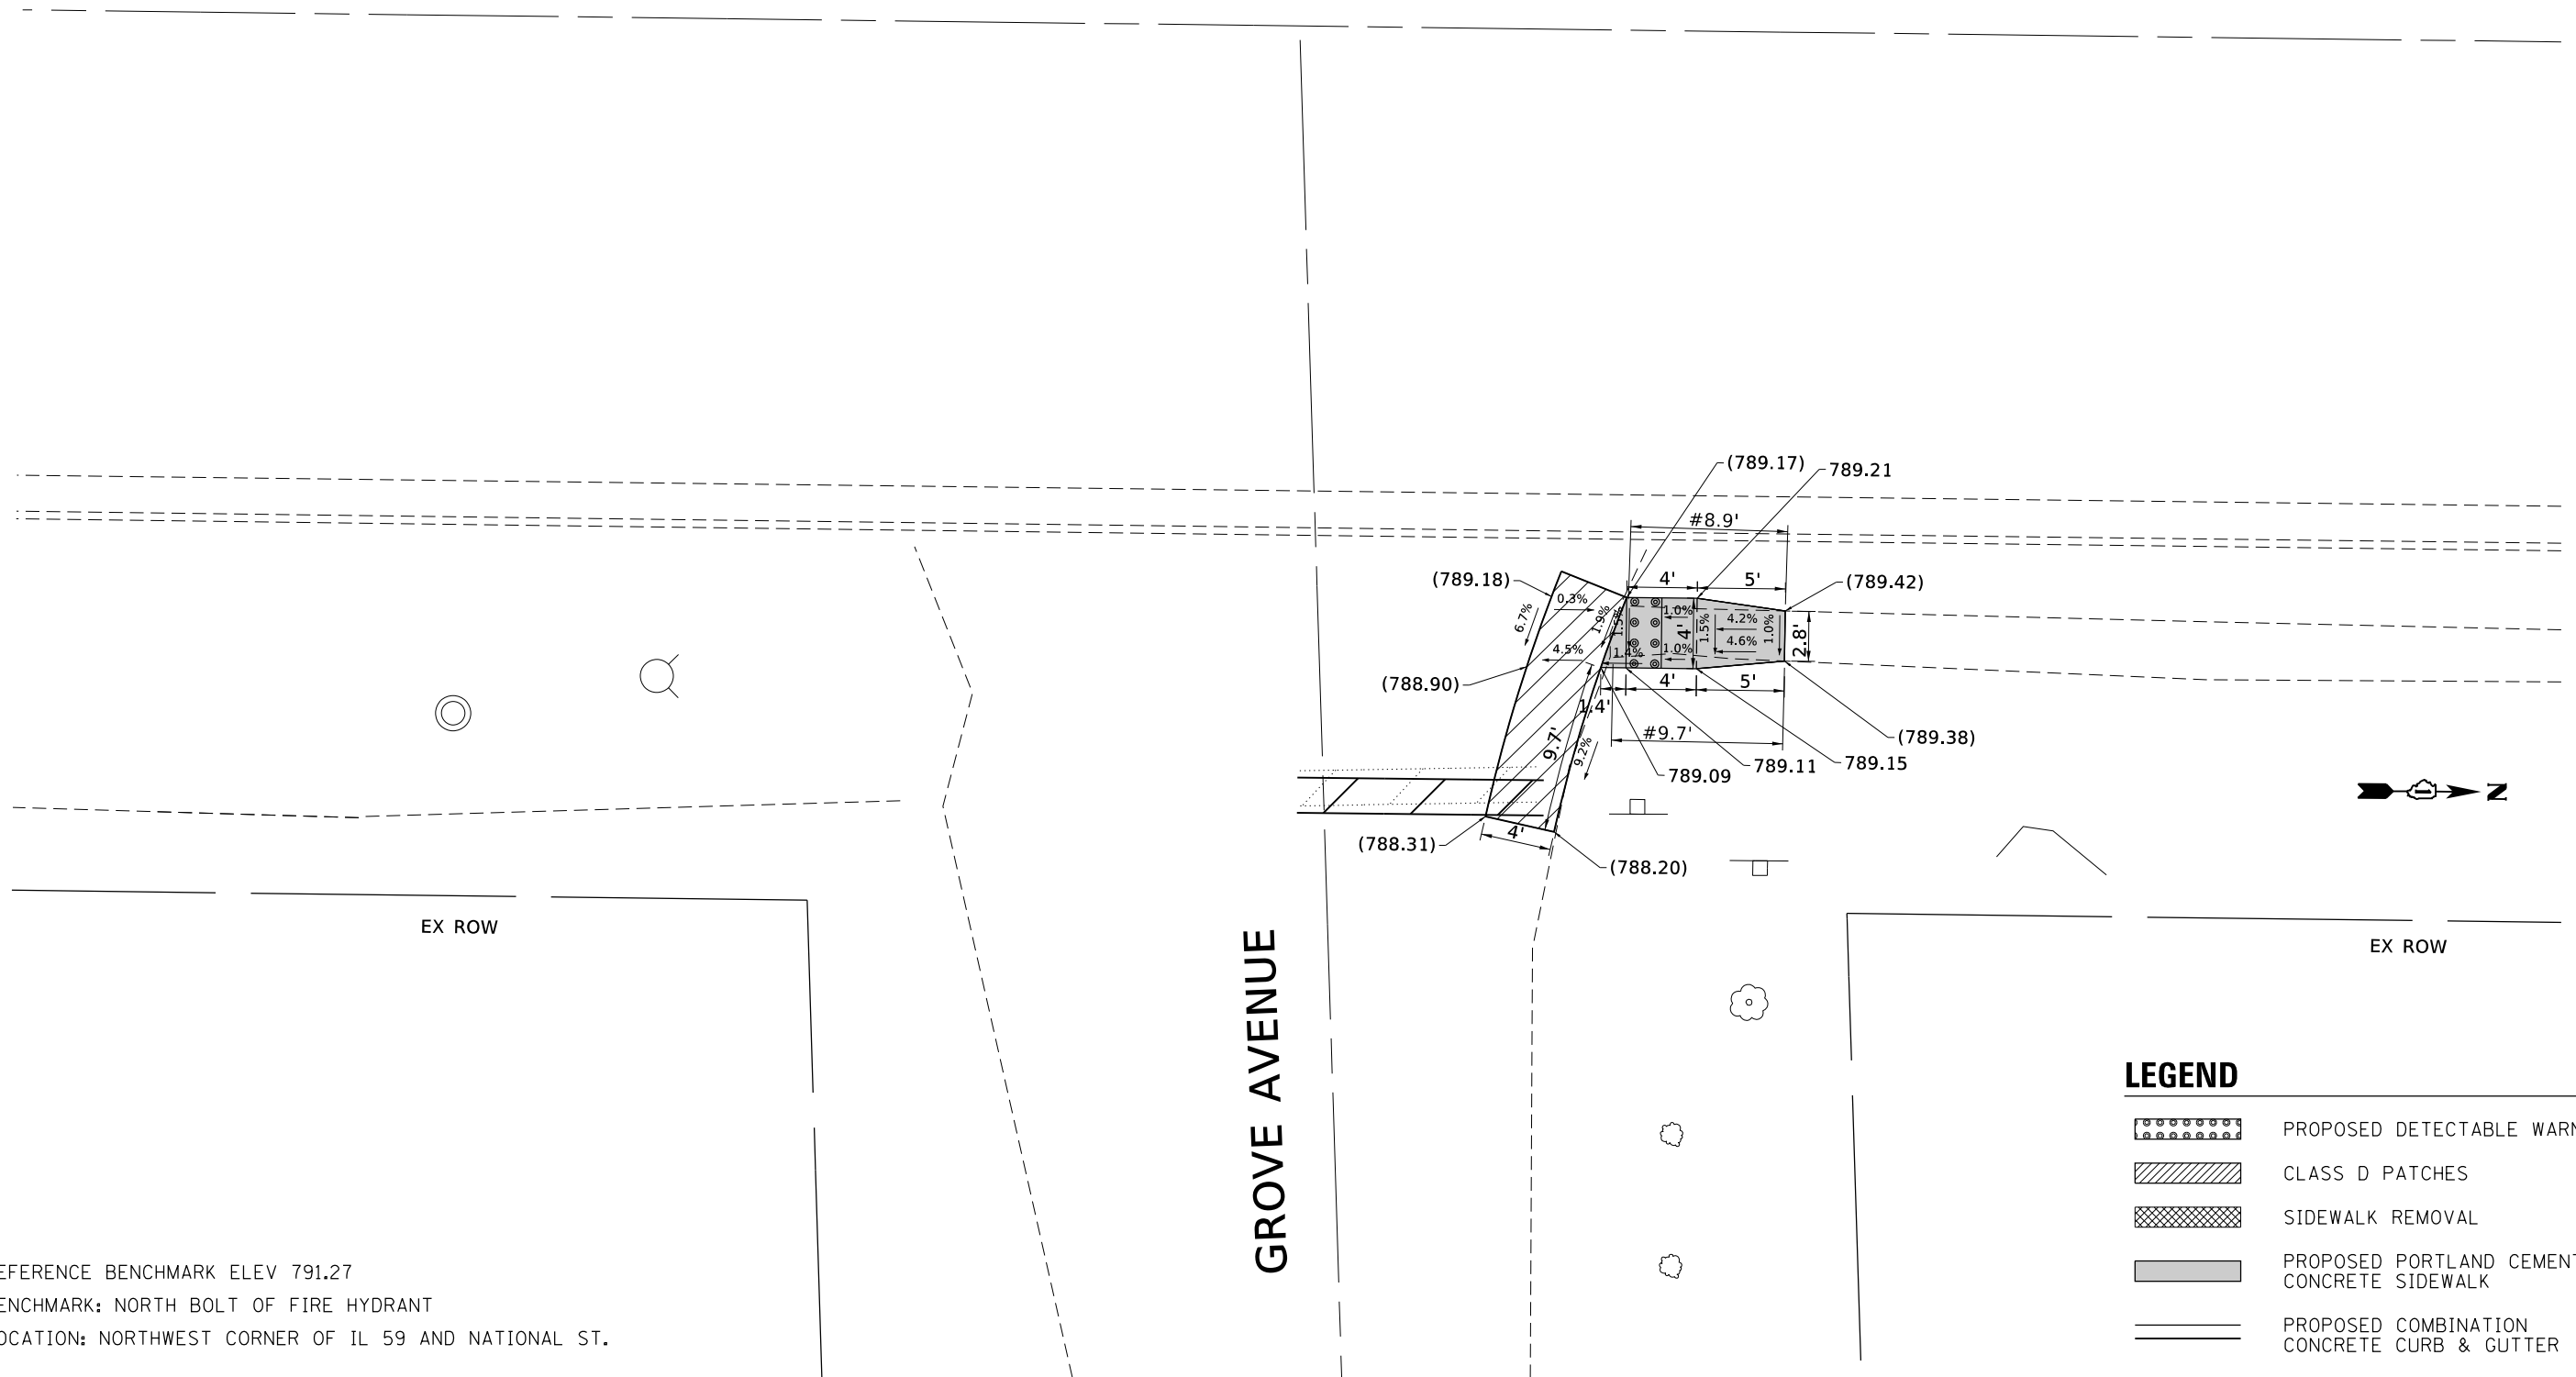 (789.17)
789.21
#8.9'
(789.18)
4'
5'
(789.42)
6.7%
0.3%
1.9%
1.5%
1.0%
4'
1.5%
4.2%
1.0%
2.8'
4.5%
1.4%
1.0%
4.6%
(788.90)
4'
5'
1.4'
9.7'
#9.7'
9.2%
(789.38)
789.15
789.11
789.09
N
4'
(788.31)
(788.20)
EX ROW
EX ROW
GROVE AVENUE
LEGEND
PROPOSED DETECTABLE WARN
CLASS D PATCHES
SIDEWALK REMOVAL
PROPOSED PORTLAND CEMENT
CONCRETE SIDEWALK
PROPOSED COMBINATION
CONCRETE CURB & GUTTER
EFERENCE BENCHMARK ELEV 791.27
ENCHMARK: NORTH BOLT OF FIRE HYDRANT
OCATION: NORTHWEST CORNER OF IL 59 AND NATIONAL ST.